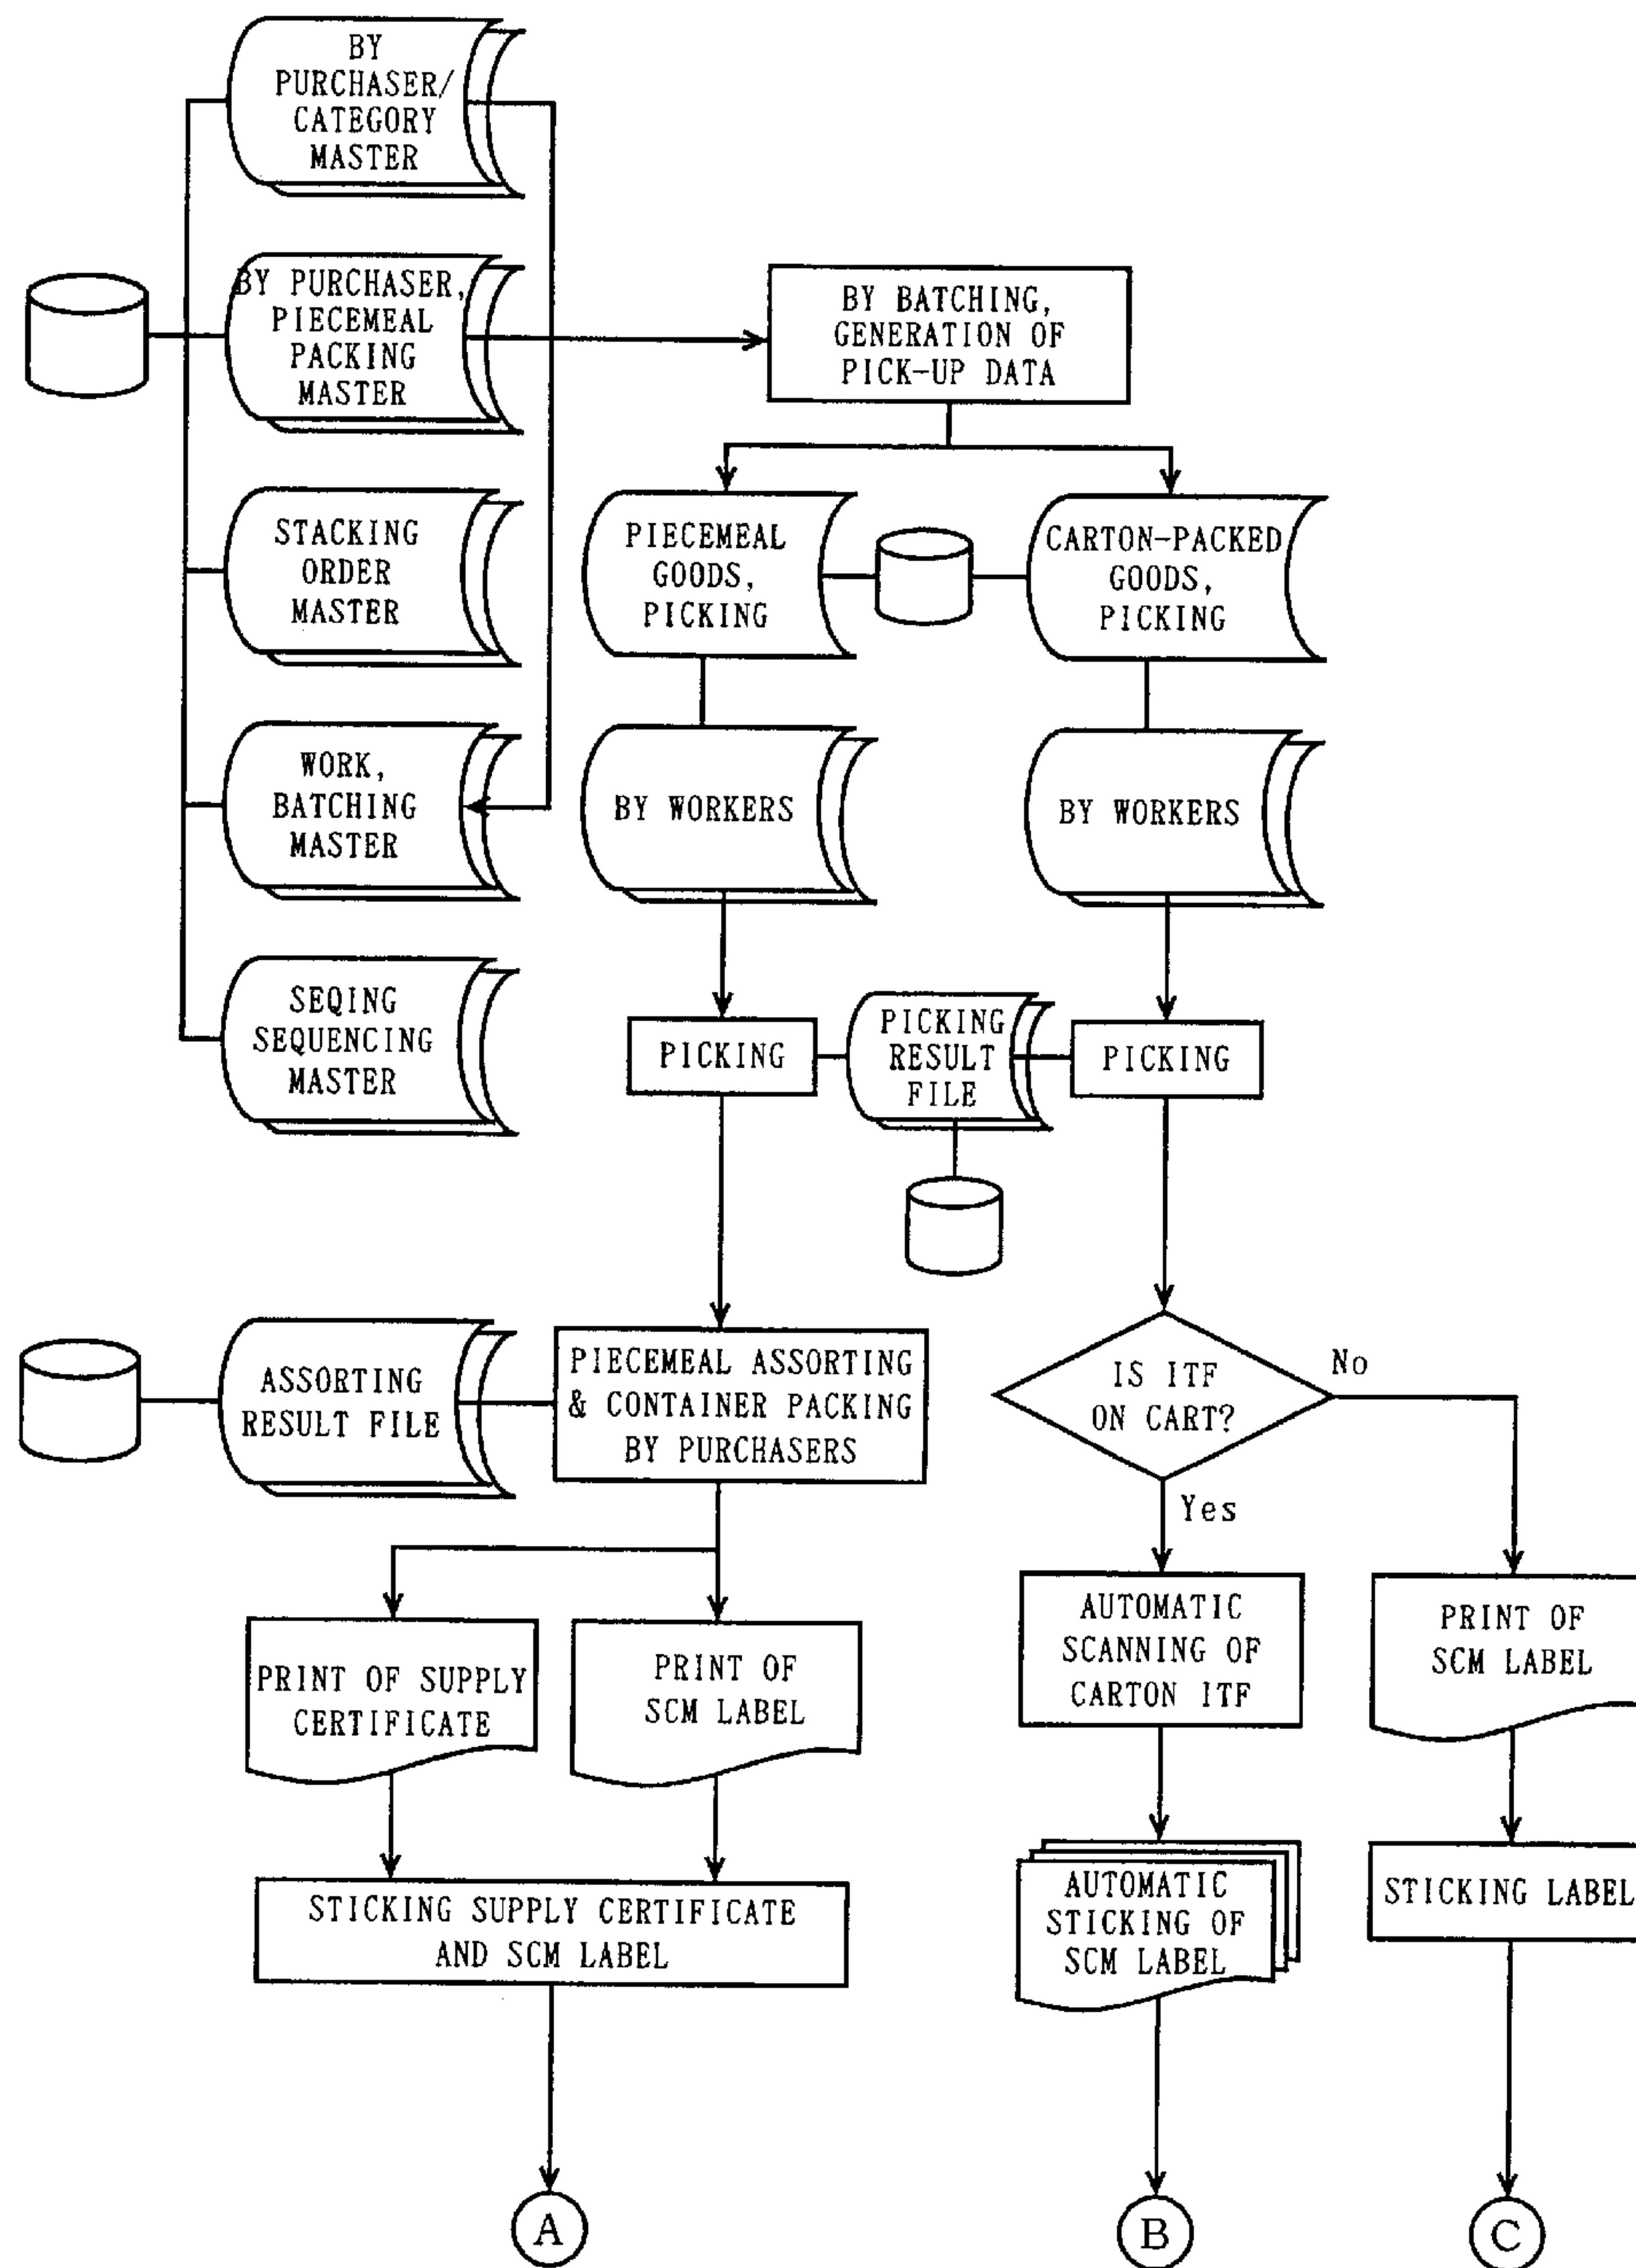 BY
PURCHASER/
CATEGORY
MASTER
BY PURCHASER,
PIECEMEAL
PACKING
MASTER
BY BATCHING,
GENERATION OF
PICK-UP DATA
STACKING
ORDER
MASTER
PIECEMEAL
GOODS,
PICKING
CARTON-PACKED
GOODS,
PICKING
WORK,
BATCHING
MASTER
BY WORKERS
BY WORKERS
SEQING
SEQUENCING
MASTER
PICKING
PICKING
RESULT
FILE
PICKING
ASSORTING
RESULT FILE
PIECEMEAL ASSORTING
& CONTAINER PACKING
BY PURCHASERS
IS ITF
ON CART?
No
Yes
PRINT OF SUPPLY
CERTIFICATE
PRINT OF
SCM LABEL
AUTOMATIC
SCANNING OF
CARTON ITF
PRINT OF
SCM LABEL
STICKING SUPPLY CERTIFICATE
AND SCM LABEL
AUTOMATIC
STICKING OF
SCM LABEL
STICKING LABEL
A
B
C